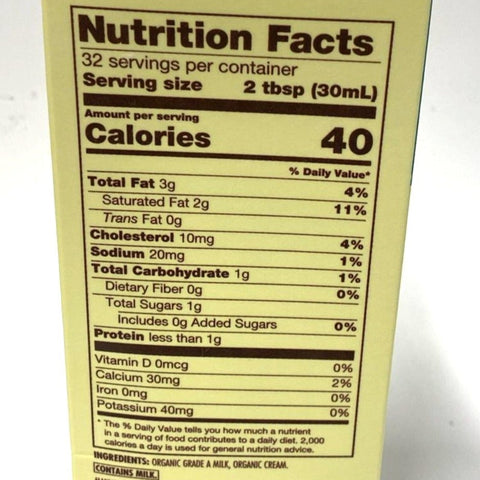 Nutrition Facts
32 servings per container
Serving size 2 tbsp (30mL)
Amount per serving
Calories 40
% Daily Value*
Total Fat 3g 4%
Saturated Fat 2g 11%
Trans Fat 0g
Cholesterol 10mg 4%
Sodium 20mg 1%
Total Carbohydrate 1g 1%
Dietary Fiber 0g 0%
Total Sugars 1g
Includes 0g Added Sugars 0%
Protein less than 1g
Vitamin D 0mcg 0%
Calcium 30mg 2%
Iron 0mg 0%
Potassium 40mg 0%
* The % Daily Value tells you how much a nutrient
in a serving of food contributes to a daily diet. 2,000
calories a day is used for general nutrition advice.
INGREDIENTS: ORGANIC GRADE A MILK, ORGANIC CREAM.
CONTAINS MILK.